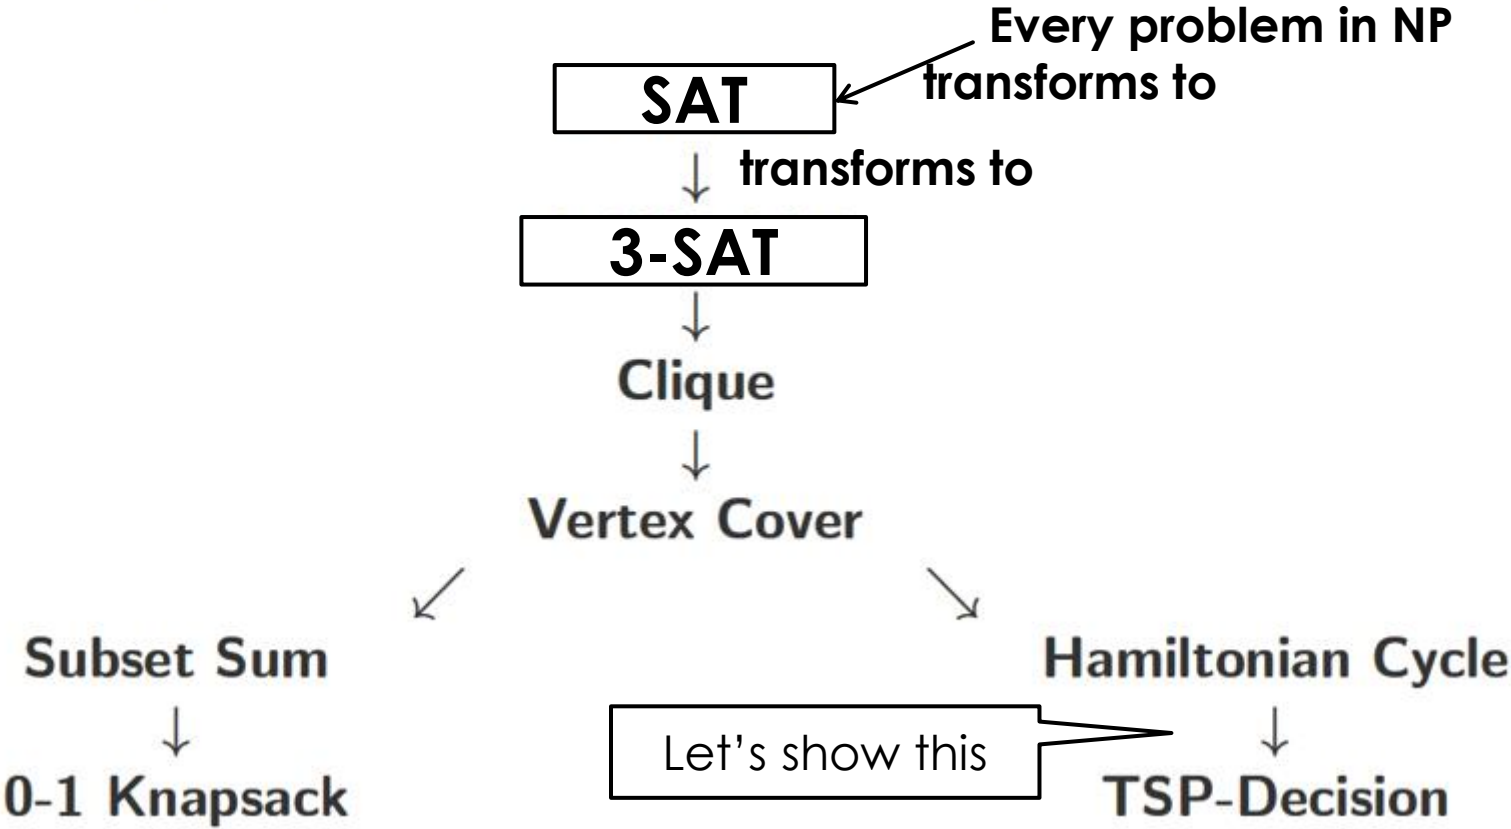 Every problem in NP
transforms to
SAT
transforms to
3-SAT
Clique
Vertex Cover
Subset Sum
Hamiltonian Cycle
Let's show this
0-1 Knapsack
TSP-Decision